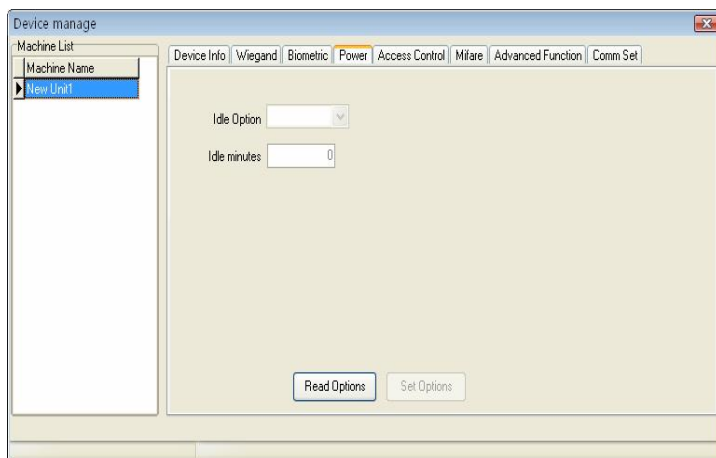 Device manage
Machine List
Machine Name
New Unit1
Device Info Wiegand Biometric Power Access Control Mifare Advanced Function Comm Set
Idle Option
Idle minutes 0
Read Options Set Options